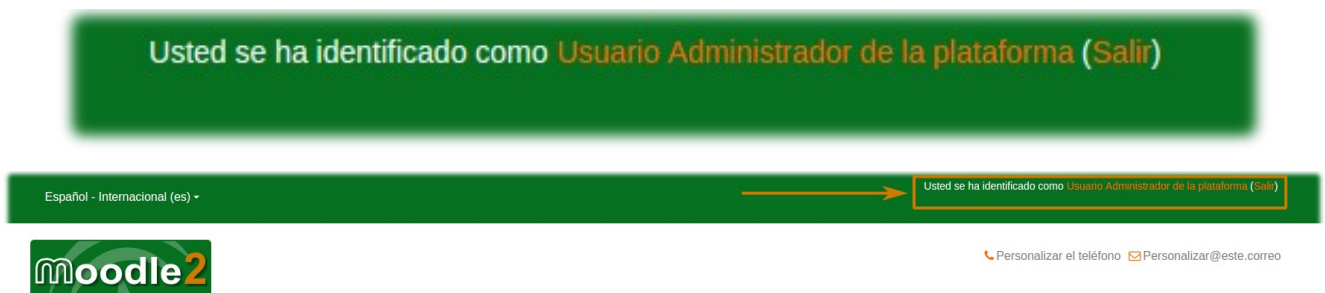 Usted se ha identificado como Usuario Administrador de la plataforma (Salir)
Español - Internacional (es)
Usted se ha identificado como Usuario Administrador de la plataforma (Salir)
moodle2
Personalizar el teléfono Personalizar@este.correo